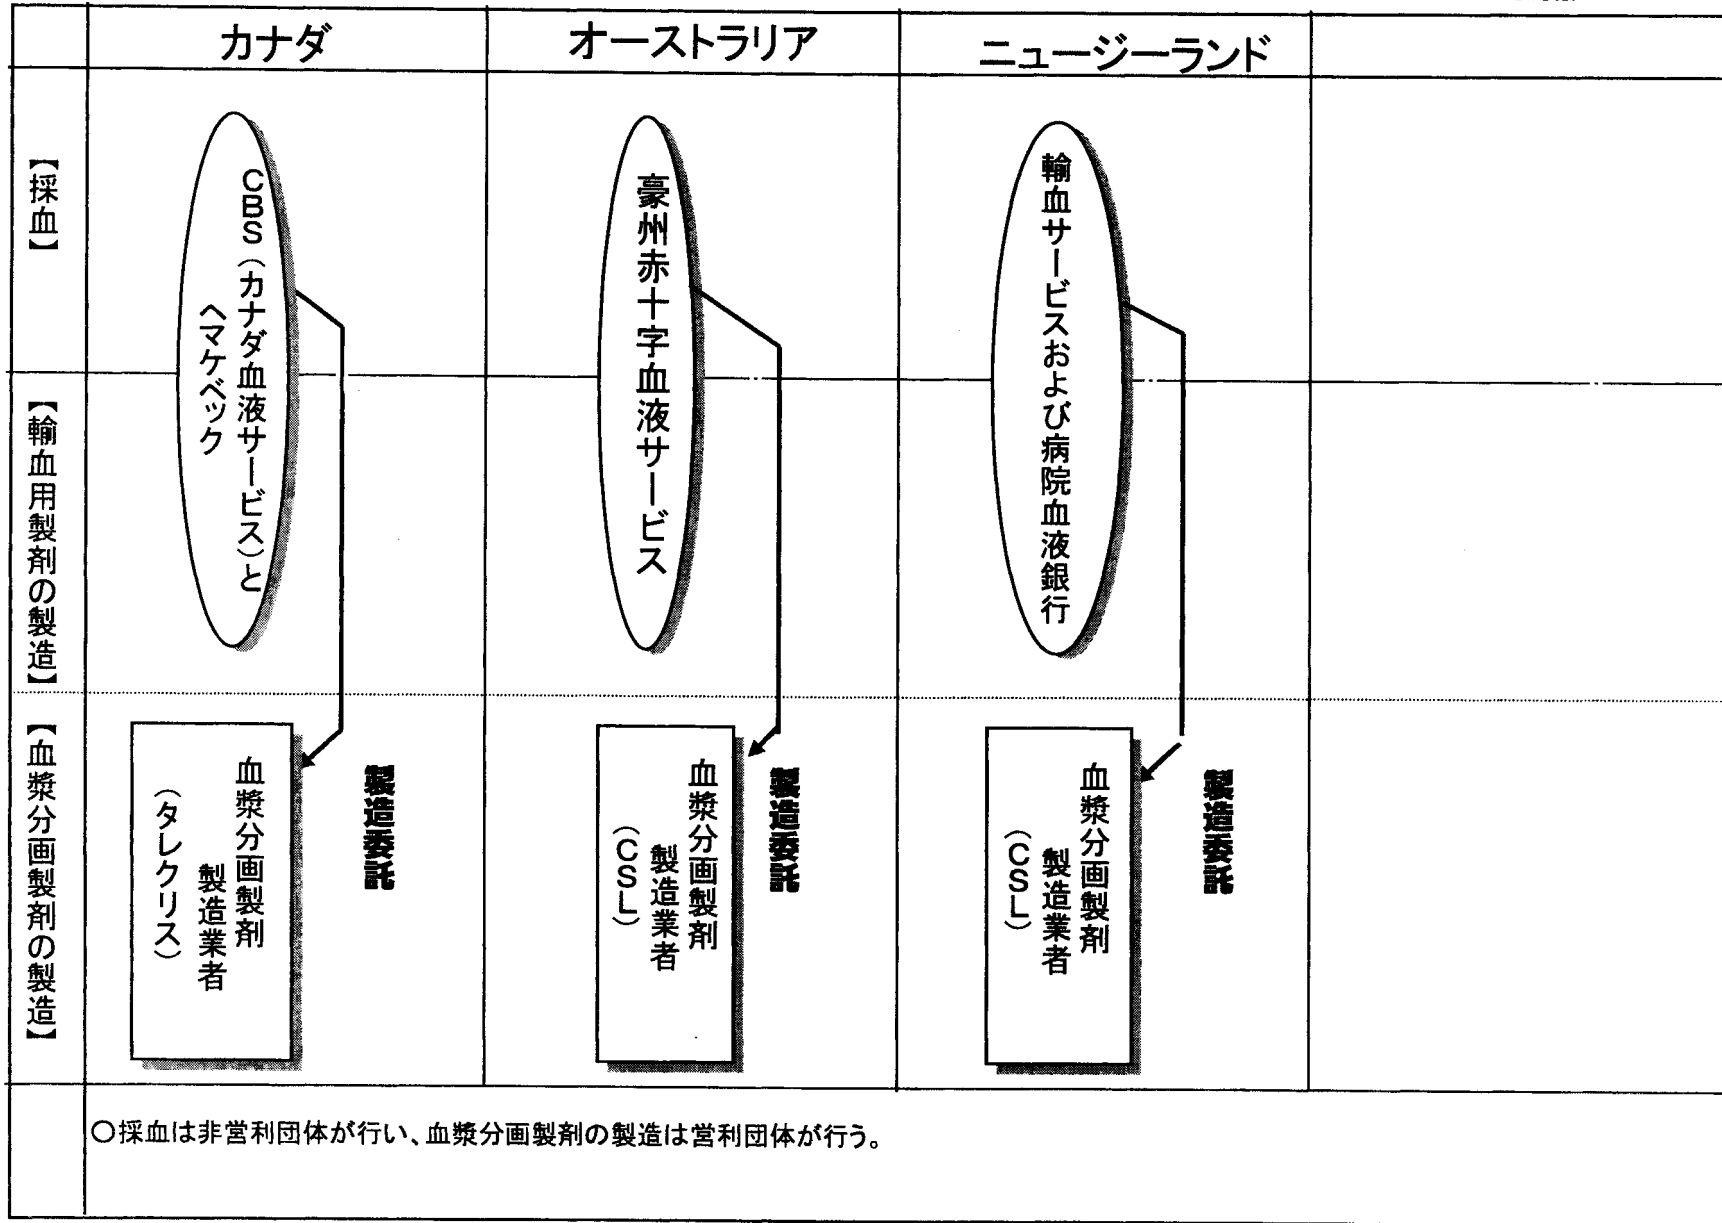 カナダ
オーストラリア
ニュージーランド
【採血】
【輸血用製剤の製造】
【血漿分画製剤の製造】
CBS（カナダ血液サービス）と
ヘマケベック
製造委託
血漿分画製剤
製造業者
（タレクリス）
豪州赤十字血液サービス
製造委託
血漿分画製剤
製造業者
（CSL）
輸血サービスおよび病院血液銀行
製造委託
血漿分画製剤
製造業者
（CSL）
○採血は非営利団体が行い、血漿分画製剤の製造は営利団体が行う。